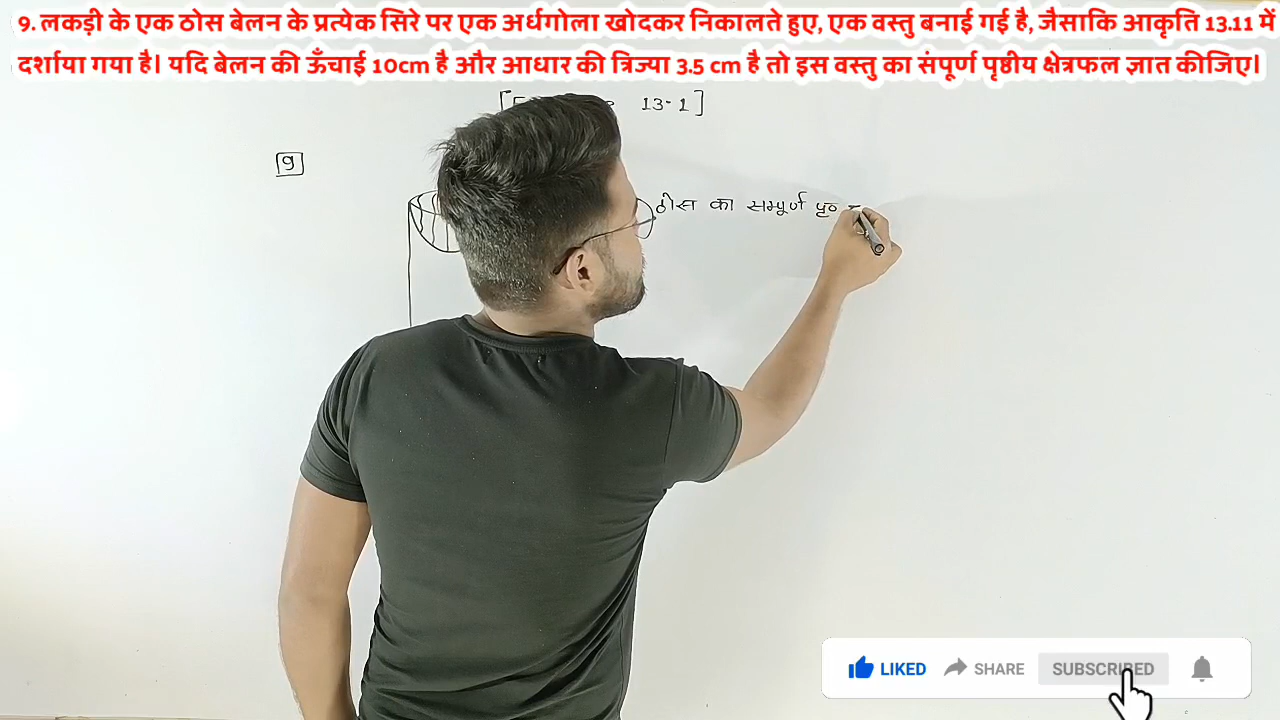 9. लकड़ी के एक ठोस बेलन के प्रत्येक सिरे पर एक अर्धगोला खोदकर निकालते हुए, एक वस्तु बनाई गई है, जैसाकि आकृति 13.11 में
दर्शाया गया है। यदि बेलन की ऊँचाई 10cm है और आधार की त्रिज्या 3.5 cm है तो इस वस्तु का संपूर्ण पृष्ठीय क्षेत्रफल ज्ञात कीजिए।
13.1]
9
ठोस का सम्पूर्ण पृ०
LIKED SHARE SUBSCRIBED